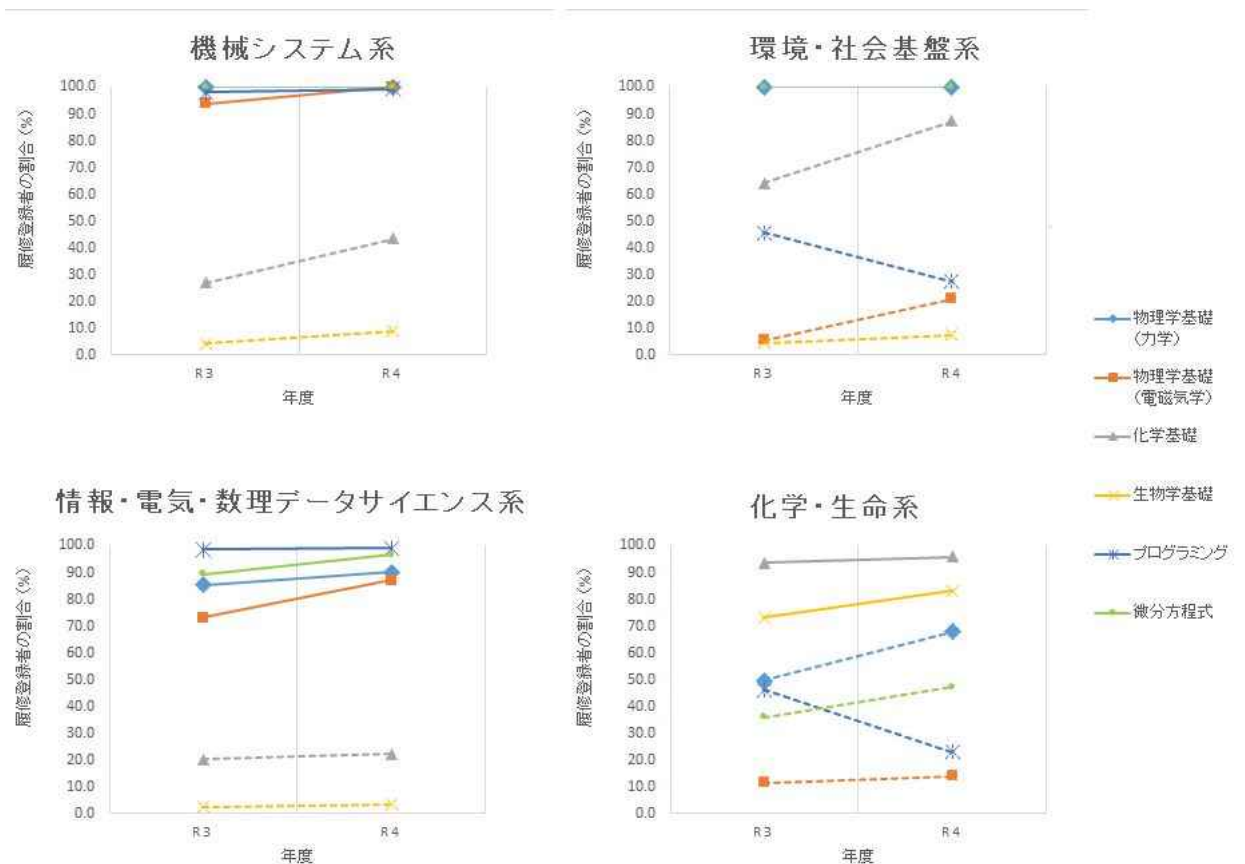 機械システム系
履修登録者の割合(%)
100.0
90.0
80.0
70.0
60.0
50.0
40.0
30.0
20.0
10.0
0.0
R3
R4
年度
環境・社会基盤系
履修登録者の割合(%)
100.0
90.0
80.0
70.0
60.0
50.0
40.0
30.0
20.0
10.0
0.0
R3
R4
年度
物理学基礎
(力学)
物理学基礎
(電磁気学)
化学基礎
生物学基礎
プログラミング
微分方程式
情報・電気・数理データサイエンス系
履修登録者の割合(%)
100.0
90.0
80.0
70.0
60.0
50.0
40.0
30.0
20.0
10.0
0.0
R3
R4
年度
化学・生命系
履修登録者の割合(%)
100.0
90.0
80.0
70.0
60.0
50.0
40.0
30.0
20.0
10.0
0.0
R3
R4
年度